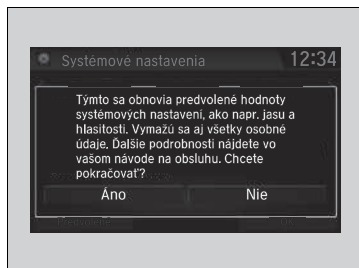 Systémové nastavenia
12:34
Týmto sa obnovia predvolené hodnoty
systémových nastavení, ako napr. jasu a
hlasitosti. Vymažú sa aj všetky osobné
údaje. Ďalšie podrobnosti nájdete vo
vašom návode na obsluhu. Chcete
pokračovať?
Áno
Nie